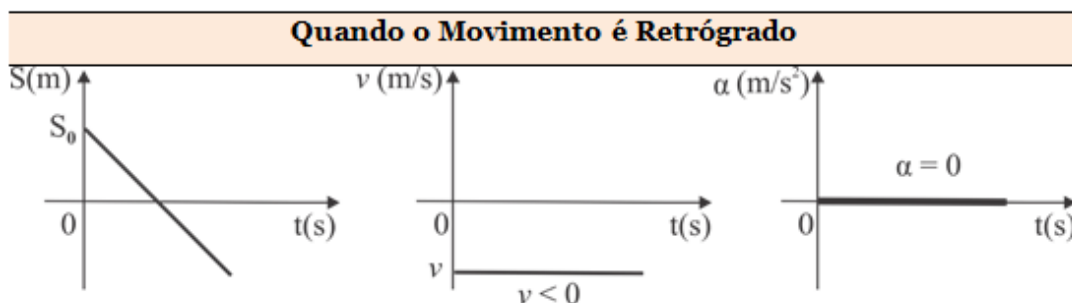 Quando o Movimento é Retrógrado
S(m)
S₀
0
t(s)
v (m/s)
0
t(s)
v
v < 0
α (m/s²)
α = 0
0
t(s)